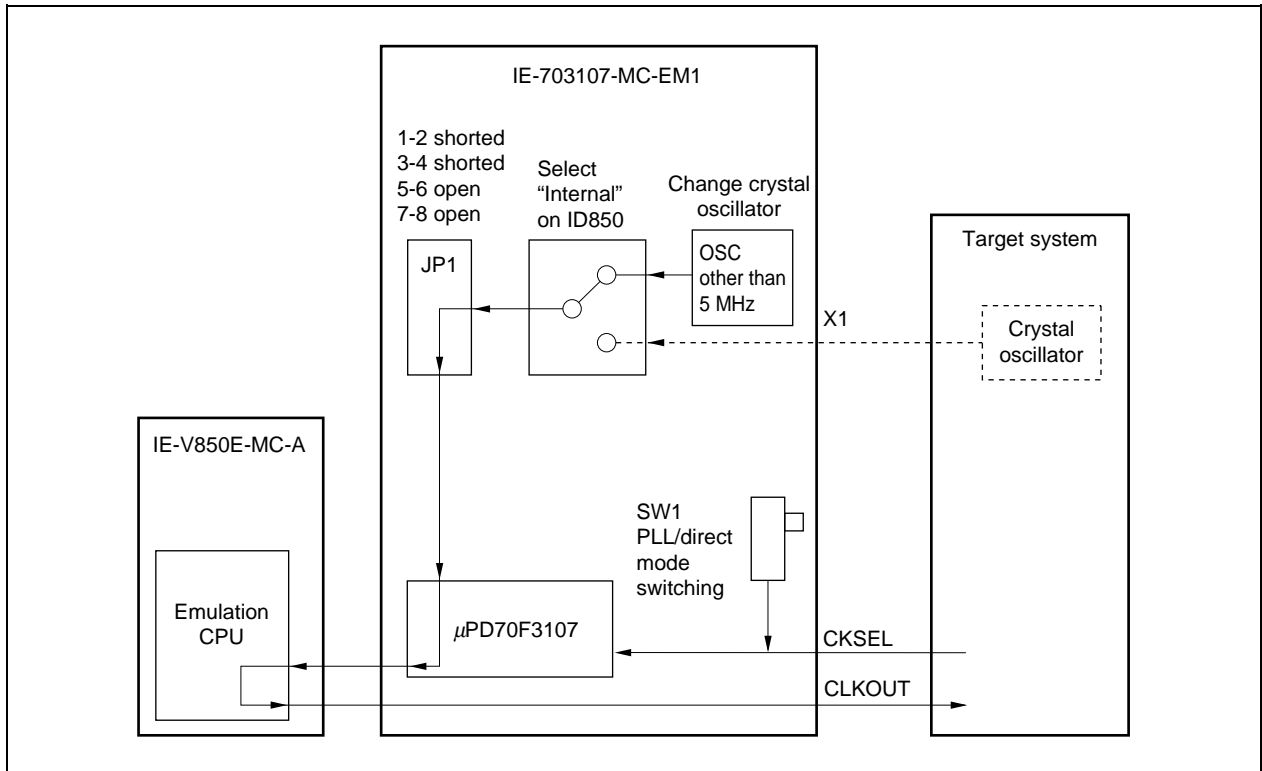 IE-703107-MC-EM1
1-2 shorted
3-4 shorted
5-6 open
7-8 open
Select
“Internal”
on ID850
Change crystal
oscillator
JP1
OSC
other than
5 MHz
X1
Target system
Crystal
oscillator
IE-V850E-MC-A
SW1
PLL/direct
mode
switching
Emulation
CPU
µPD70F3107
CKSEL
CLKOUT